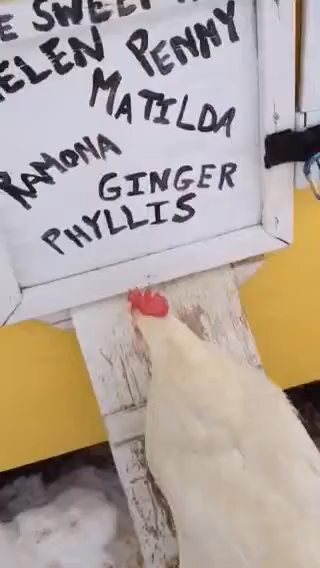 E SWEET
HELEN PENNY
MATILDA
RAMONA
GINGER
PHYLLIS